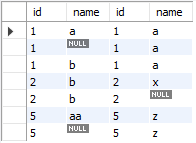 id name id name
1 a 1 a
1 NULL 1 a
1 b 1 a
2 b 2 x
2 b 2 NULL
5 aa 5 z
5 NULL 5 z